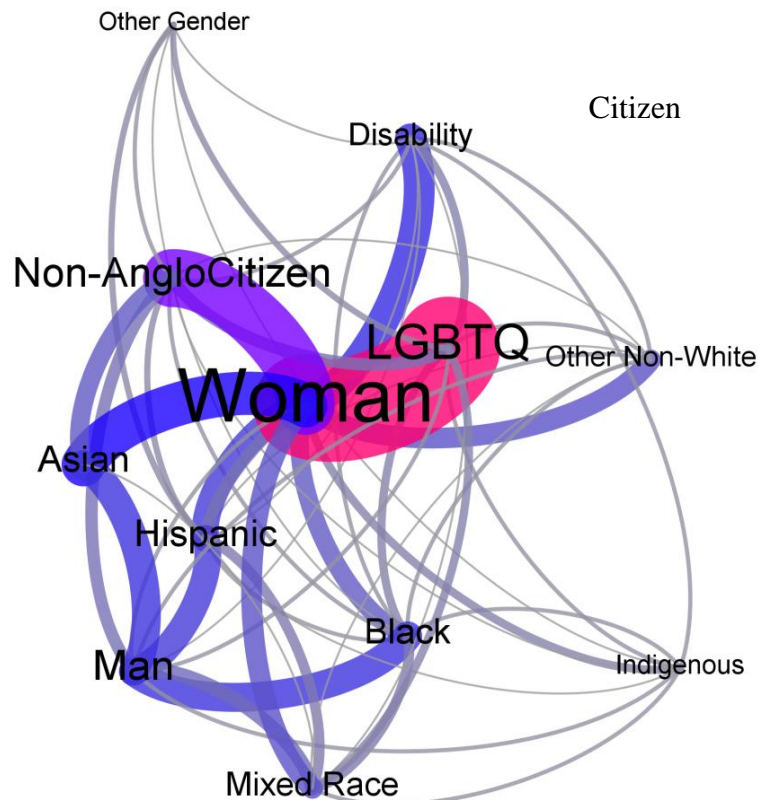 Other Gender
Citizen
Disability
Non-AngloCitizen
LGBTQ
Other Non-White
Woman
Asian
Hispanic
Black
Man
Indigenous
Mixed Race